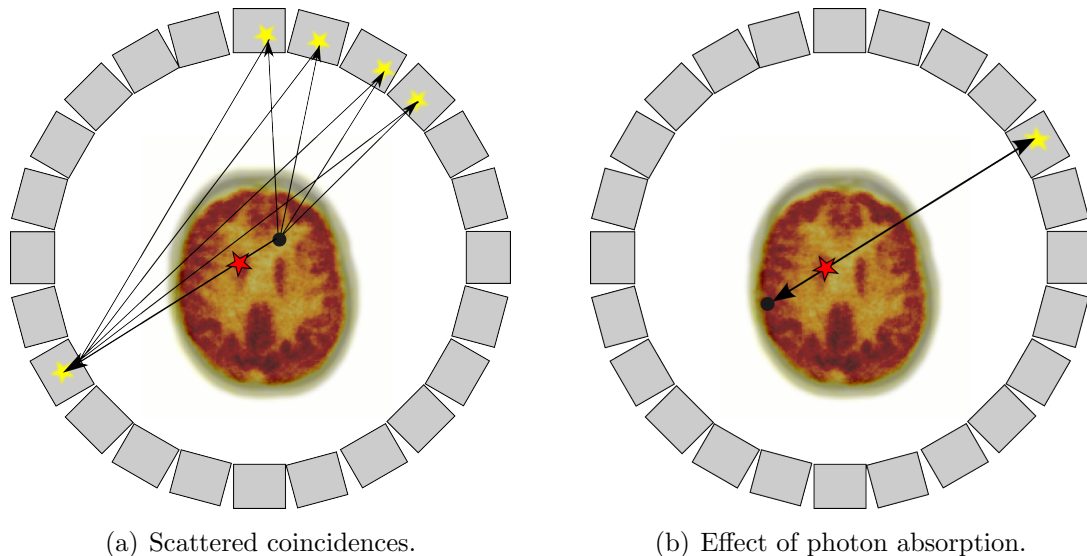 (a) Scattered coincidences.
(b) Effect of photon absorption.